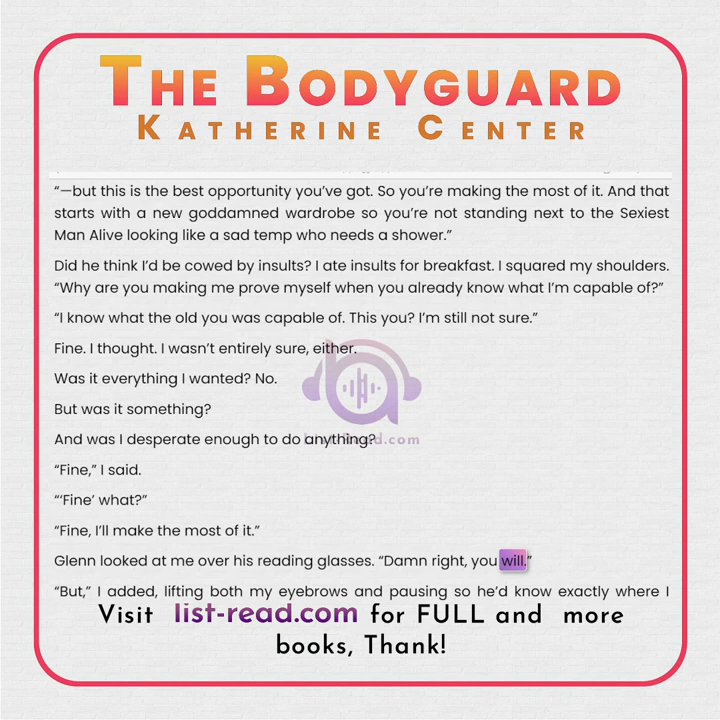 THE BODYGUARD
KATHERINE CENTER
“—but this is the best opportunity you’ve got. So you’re making the most of it. And that
starts with a new goddamned wardrobe so you’re not standing next to the Sexiest
Man Alive looking like a sad temp who needs a shower.”
Did he think I’d be cowed by insults? I ate insults for breakfast. I squared my shoulders.
“Why are you making me prove myself when you already know what I’m capable of?”
“I know what the old you was capable of. This you? I’m still not sure.”
Fine. I thought. I wasn’t entirely sure, either.
Was it everything I wanted? No.
But was it something?
And was I desperate enough to do anything?
“Fine,” I said.
“‘Fine’ what?”
“Fine, I’ll make the most of it.”
Glenn looked at me over his reading glasses. “Damn right, you will.”
“But,” I added, lifting both my eyebrows and pausing so he’d know exactly where I
Visit list-read.com for FULL and more
books, Thank!